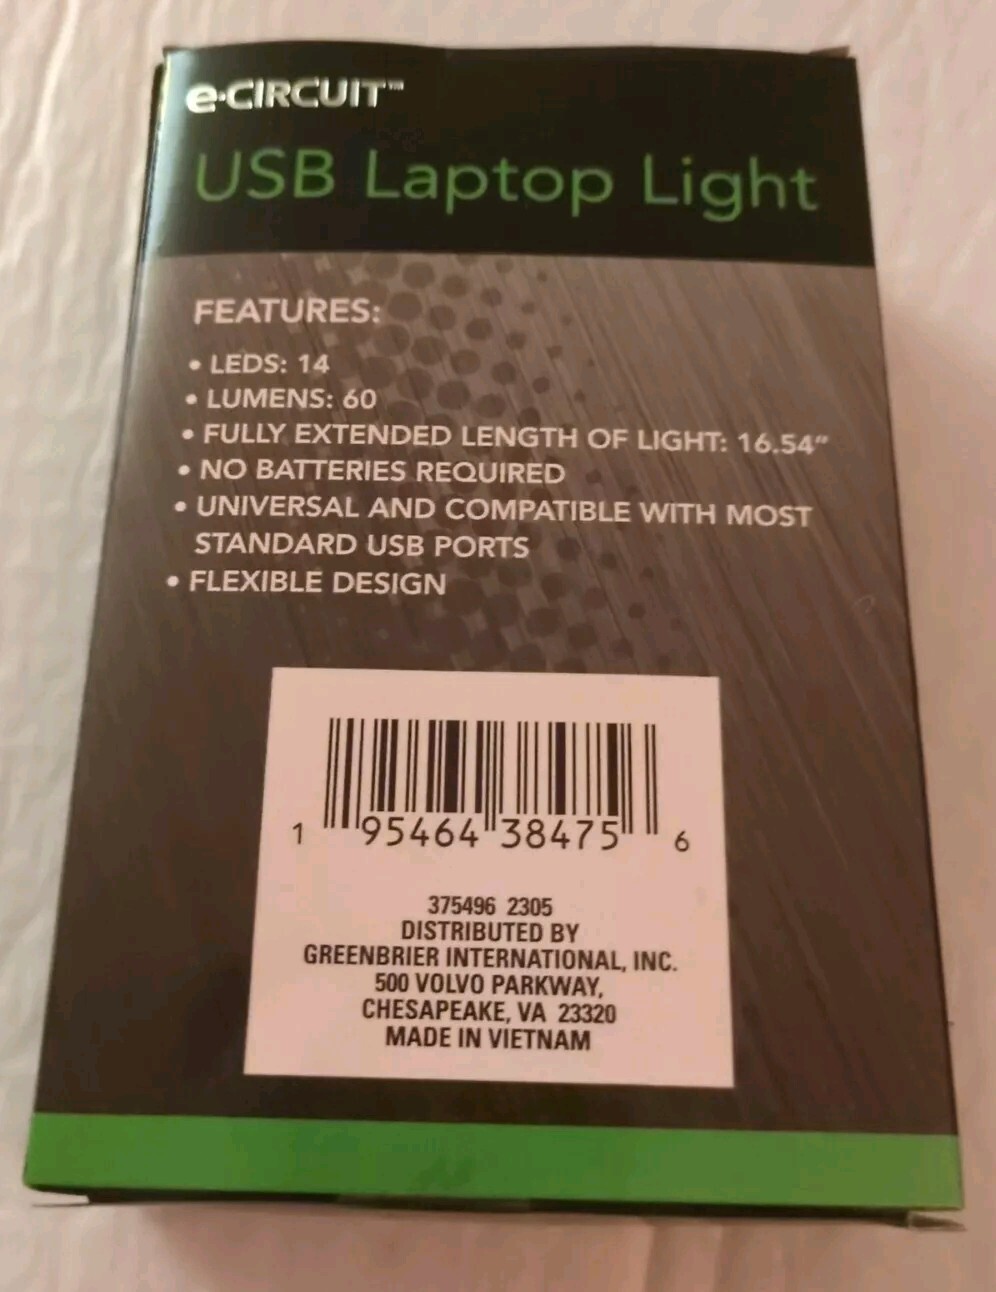 e·CIRCUIT™
USB Laptop Light
FEATURES:
• LEDS: 14
• LUMENS: 60
• FULLY EXTENDED LENGTH OF LIGHT: 16.54"
• NO BATTERIES REQUIRED
• UNIVERSAL AND COMPATIBLE WITH MOST
STANDARD USB PORTS
• FLEXIBLE DESIGN
1 95464 38475 6
375496 2305
DISTRIBUTED BY
GREENBRIER INTERNATIONAL, INC.
500 VOLVO PARKWAY,
CHESAPEAKE, VA 23320
MADE IN VIETNAM